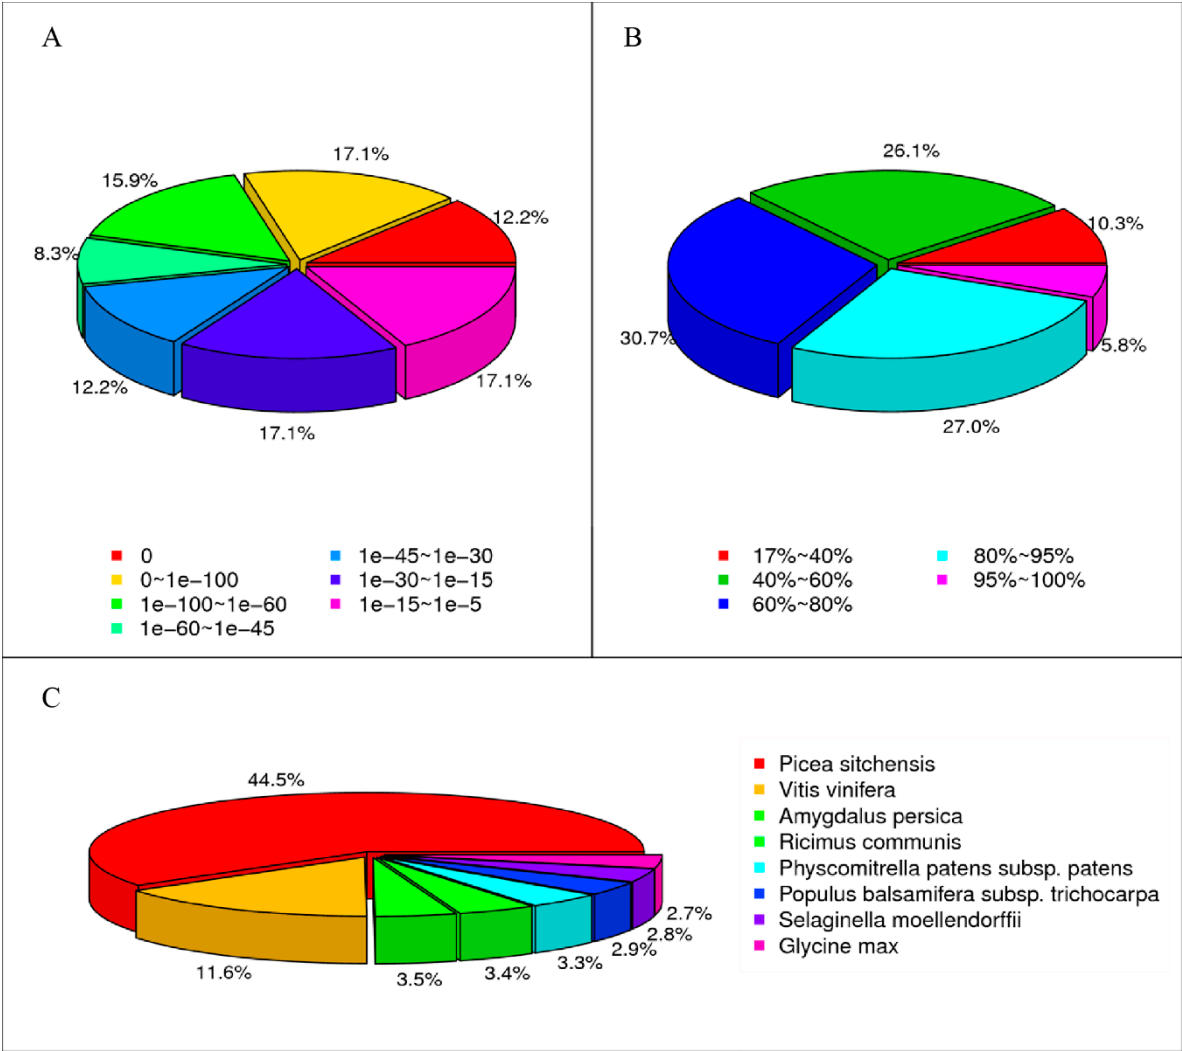 A
17.1%
15.9%
12.2%
8.3%
12.2%
17.1%
17.1%
0
0~1e−100
1e−100~1e−60
1e−60~1e−45
1e−45~1e−30
1e−30~1e−15
1e−15~1e−5
B
26.1%
10.3%
30.7%
5.8%
27.0%
17%~40%
40%~60%
60%~80%
80%~95%
95%~100%
C
44.5%
11.6%
3.5%
3.4%
3.3%
2.9%
2.8%
2.7%
Picea sitchensis
Vitis vinifera
Amygdalus persica
Ricimus communis
Physcomitrella patens subsp. patens
Populus balsamifera subsp. trichocarpa
Selaginella moellendorffii
Glycine max